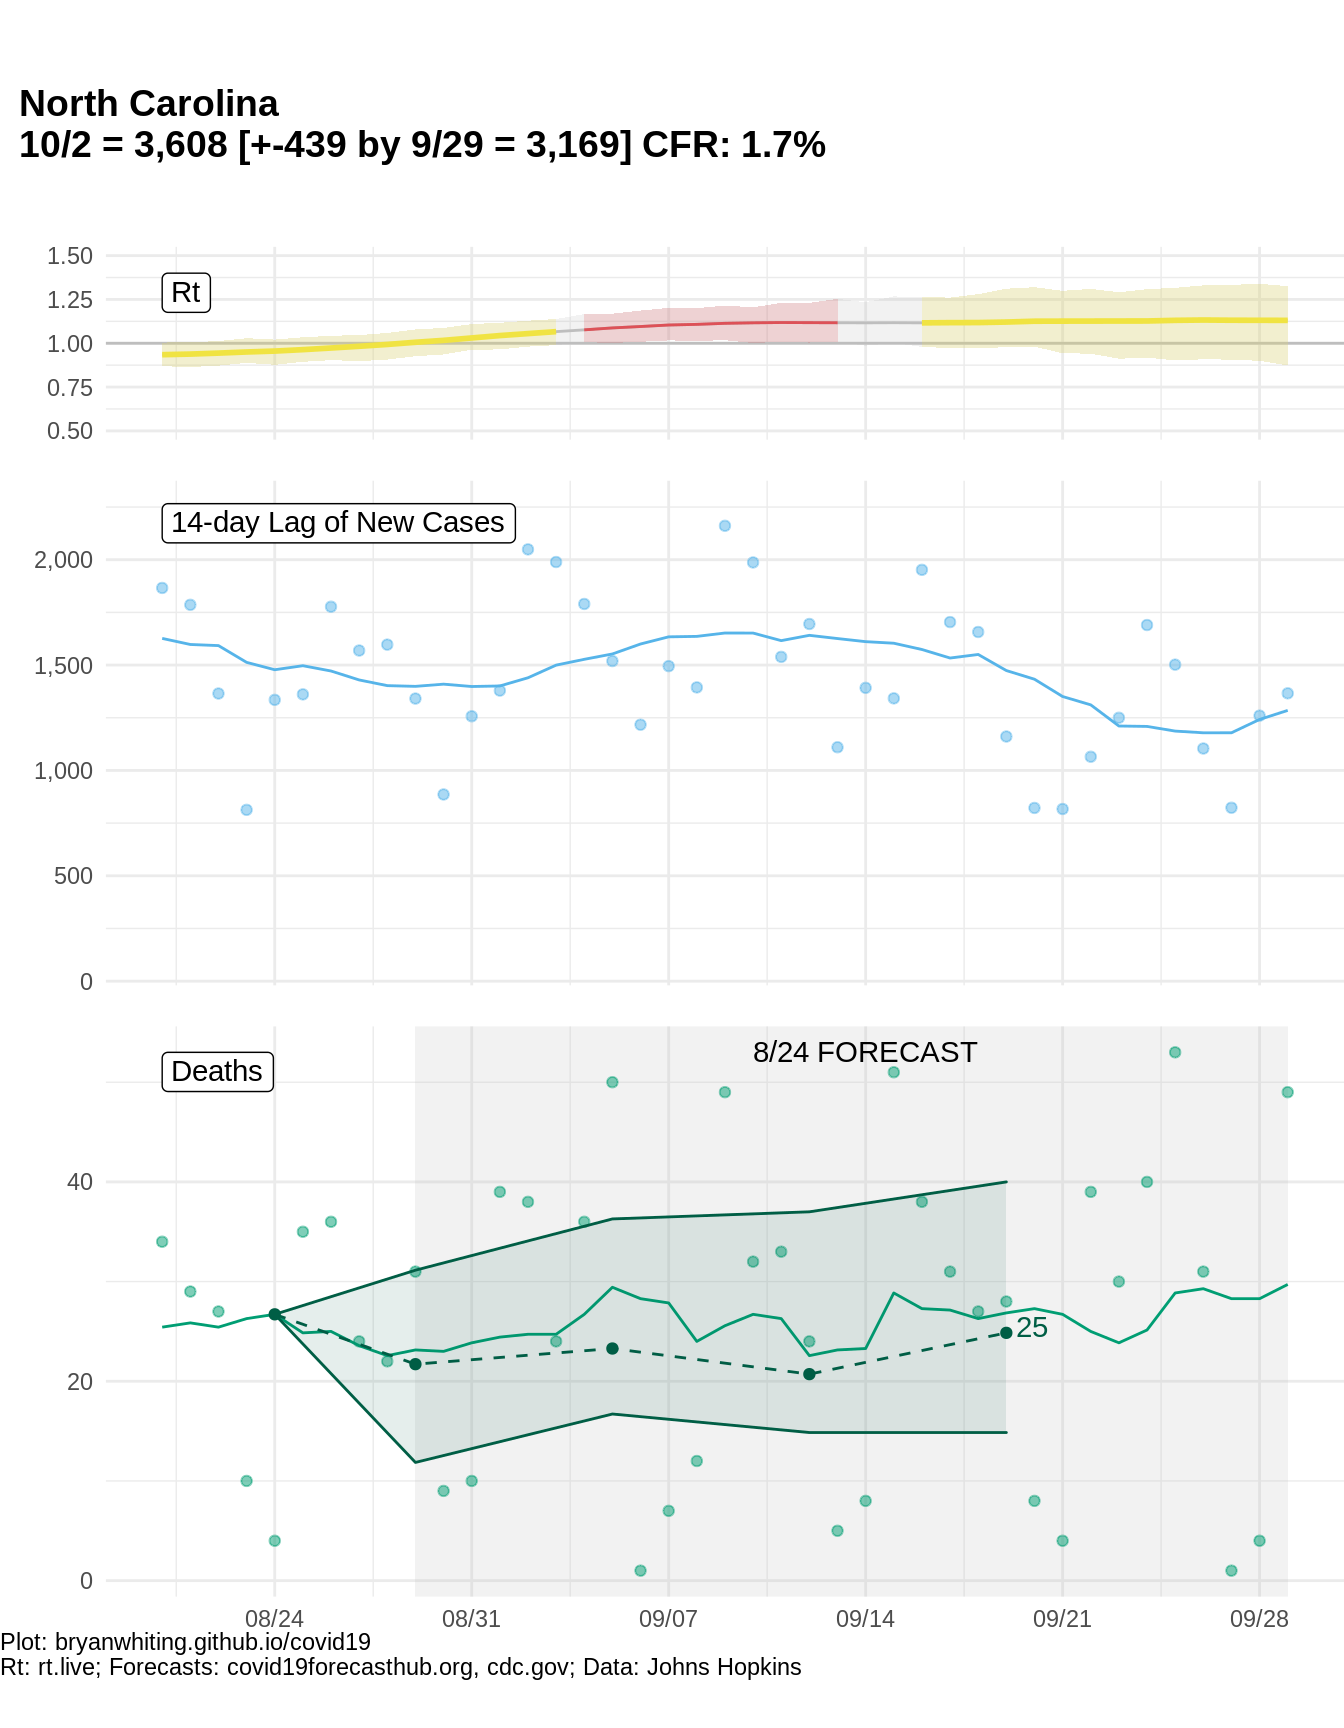 North Carolina
10/2 = 3,608 [+-439 by 9/29 = 3,169] CFR: 1.7%
1.50
Rt
1.25
1.00
0.75
0.50
14-day Lag of New Cases
2,000
1,500
1,000
500
0
8/24 FORECAST
Deaths
40
25
20
0
08/24 08/31 09/07 09/14 09/21 09/28
Plot: bryanwhiting.github.io/covid19
Rt: rt.live; Forecasts: covid19forecasthub.org, cdc.gov; Data: Johns Hopkins